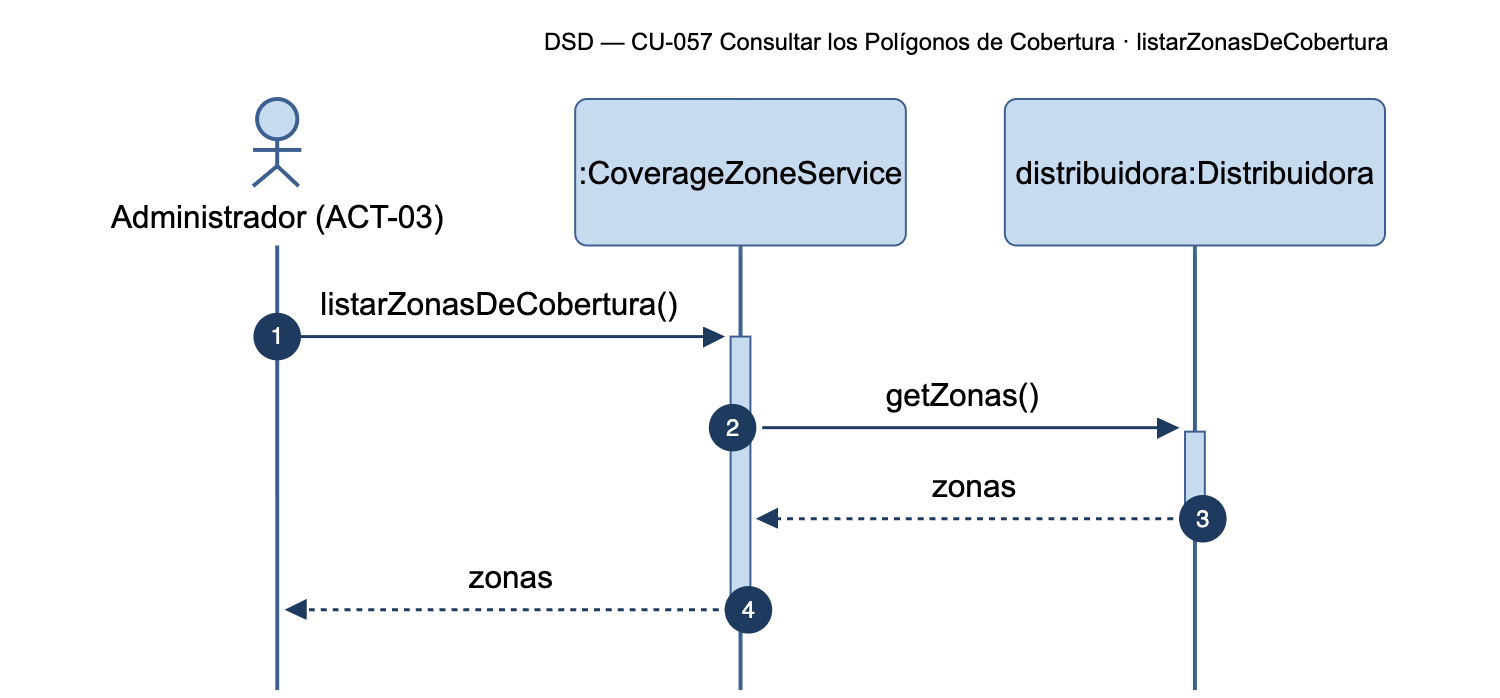 DSD — CU-057 Consultar los Polígonos de Cobertura · listarZonasDeCobertura
Administrador (ACT-03)
:CoverageZoneService
distribuidora:Distribuidora
listarZonasDeCobertura()
1
getZonas()
2
zonas
3
zonas
4